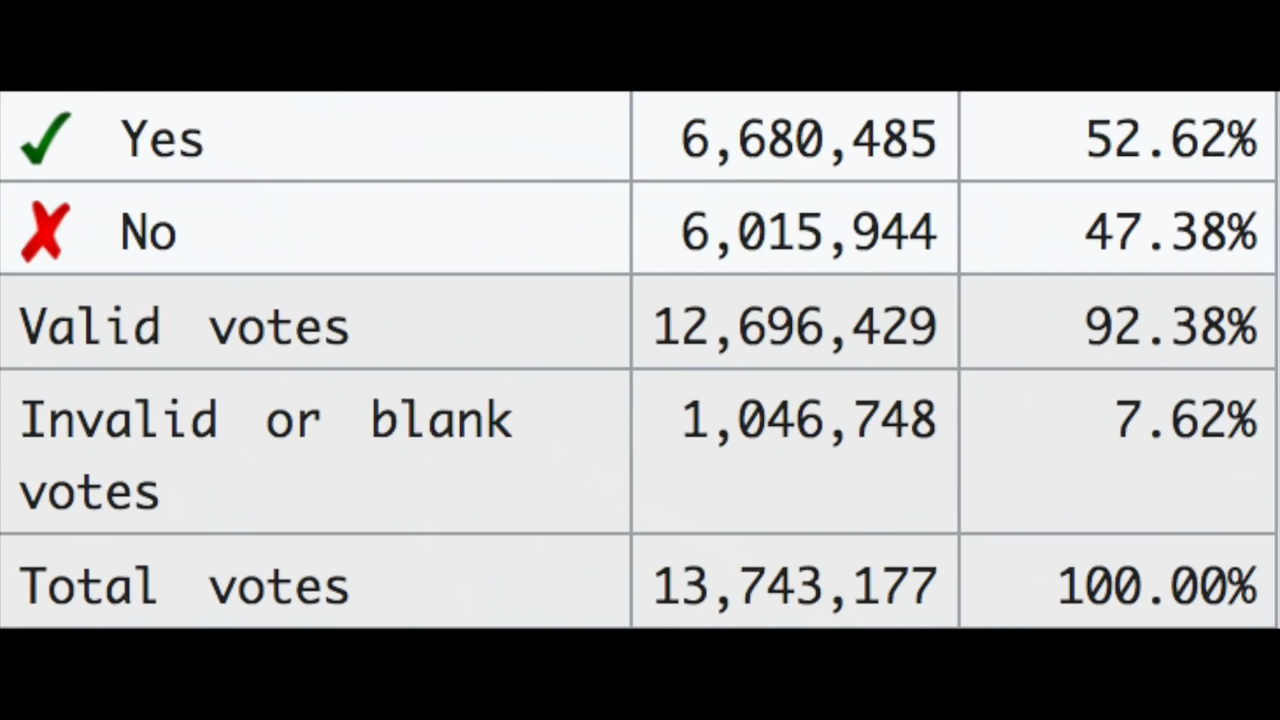 ✓ Yes 6,680,485 52.62%
✗ No 6,015,944 47.38%
Valid votes 12,696,429 92.38%
Invalid or blank 1,046,748 7.62%
votes
Total votes 13,743,177 100.00%